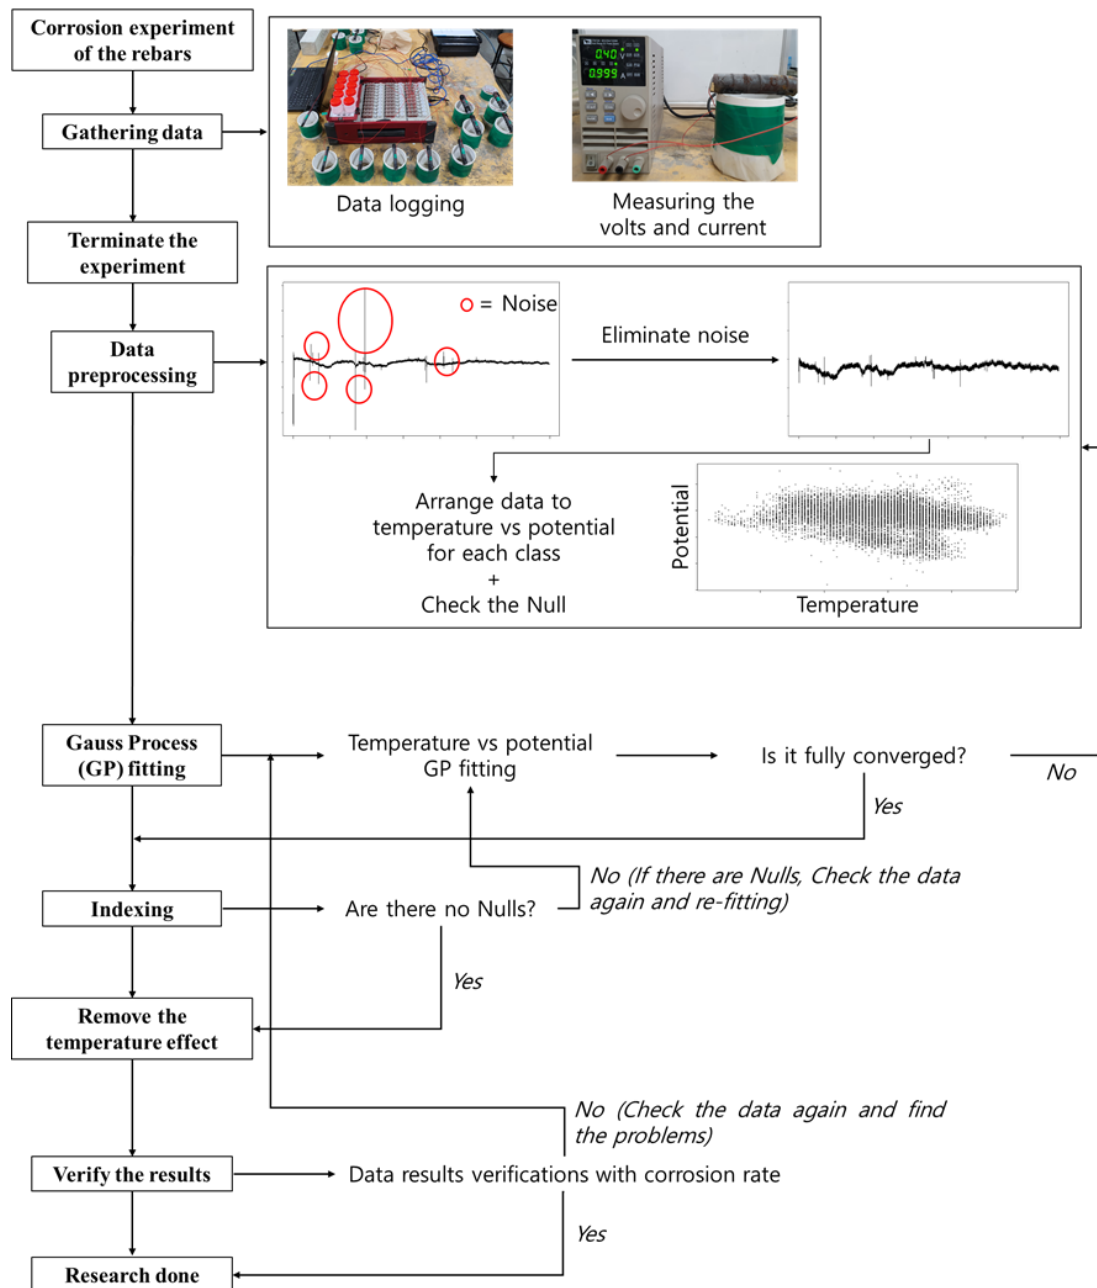 Corrosion experiment
of the rebars
Gathering data
0.40 V
0.999 A
Data logging
Measuring the
volts and current
Terminate the
experiment
Data
preprocessing
= Noise
Eliminate noise
Arrange data to
temperature vs potential
for each class
+
Check the Null
Potential
Temperature
Gauss Process
(GP) fitting
Temperature vs potential
GP fitting
Is it fully converged?
No
Yes
Indexing
Are there no Nulls?
No (If there are Nulls, Check the data
again and re-fitting)
Yes
Remove the
temperature effect
No (Check the data again and find
the problems)
Verify the results
Data results verifications with corrosion rate
Yes
Research done